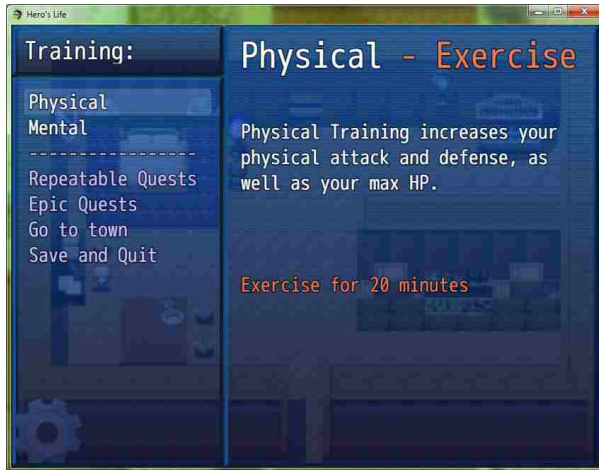 Hero's Life
Training:
Physical
Mental
------------------
Repeatable Quests
Epic Quests
Go to town
Save and Quit
Physical - Exercise
Physical Training increases your
physical attack and defense, as
well as your max HP.
Exercise for 20 minutes